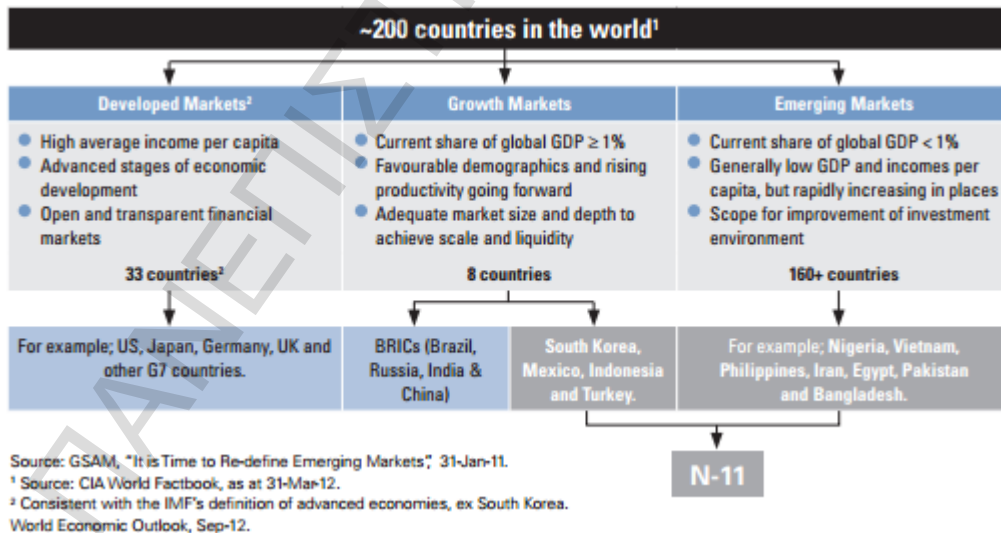 ~200 countries in the world¹
Developed Markets²
Growth Markets
Emerging Markets
● High average income per capita
● Advanced stages of economic
development
● Open and transparent financial
markets
33 countries²
● Current share of global GDP ≥ 1%
● Favourable demographics and rising
productivity going forward
● Adequate market size and depth to
achieve scale and liquidity
8 countries
● Current share of global GDP < 1%
● Generally low GDP and incomes per
capita, but rapidly increasing in places
● Scope for improvement of investment
environment
160+ countries
For example; US, Japan, Germany, UK and
other G7 countries.
BRICs (Brazil,
Russia, India &
China)
South Korea,
Mexico, Indonesia
and Turkey.
For example; Nigeria, Vietnam,
Philippines, Iran, Egypt, Pakistan
and Bangladesh.
N-11
Source: GSAM, "It is Time to Re-define Emerging Markets", 31-Jan-11.
¹ Source: CIA World Factbook, as at 31-Mar-12.
² Consistent with the IMF's definition of advanced economies, ex South Korea.
World Economic Outlook, Sep-12.
ΠΑΝΕΠΙΣ